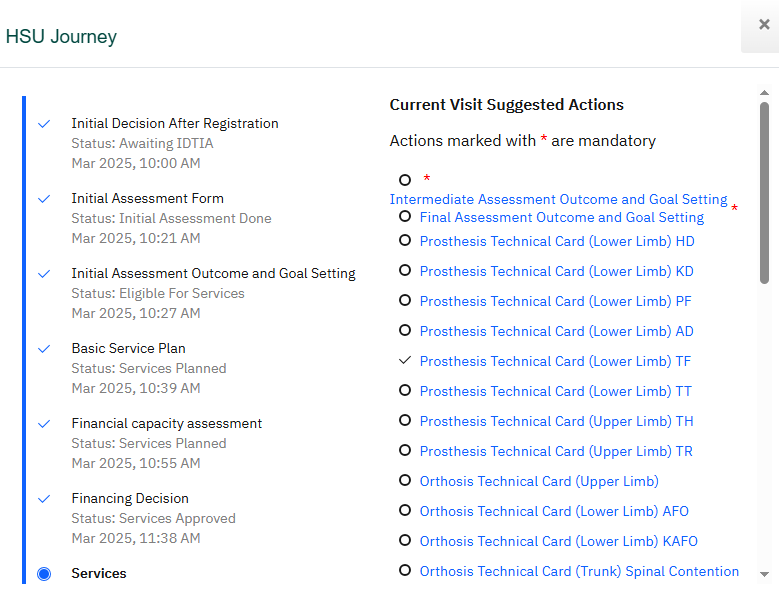 HSU Journey
×
Initial Decision After Registration
Status: Awaiting IDTIA
Mar 2025, 10:00 AM
Initial Assessment Form
Status: Initial Assessment Done
Mar 2025, 10:21 AM
Initial Assessment Outcome and Goal Setting
Status: Eligible For Services
Mar 2025, 10:27 AM
Basic Service Plan
Status: Services Planned
Mar 2025, 10:39 AM
Financial capacity assessment
Status: Services Planned
Mar 2025, 10:55 AM
Financing Decision
Status: Services Approved
Mar 2025, 11:38 AM
Services
Current Visit Suggested Actions
Actions marked with * are mandatory
*
Intermediate Assessment Outcome and Goal Setting *
Final Assessment Outcome and Goal Setting
Prosthesis Technical Card (Lower Limb) HD
Prosthesis Technical Card (Lower Limb) KD
Prosthesis Technical Card (Lower Limb) PF
Prosthesis Technical Card (Lower Limb) AD
Prosthesis Technical Card (Lower Limb) TF
Prosthesis Technical Card (Lower Limb) TT
Prosthesis Technical Card (Upper Limb) TH
Prosthesis Technical Card (Upper Limb) TR
Orthosis Technical Card (Upper Limb)
Orthosis Technical Card (Lower Limb) AFO
Orthosis Technical Card (Lower Limb) KAFO
Orthosis Technical Card (Trunk) Spinal Contention